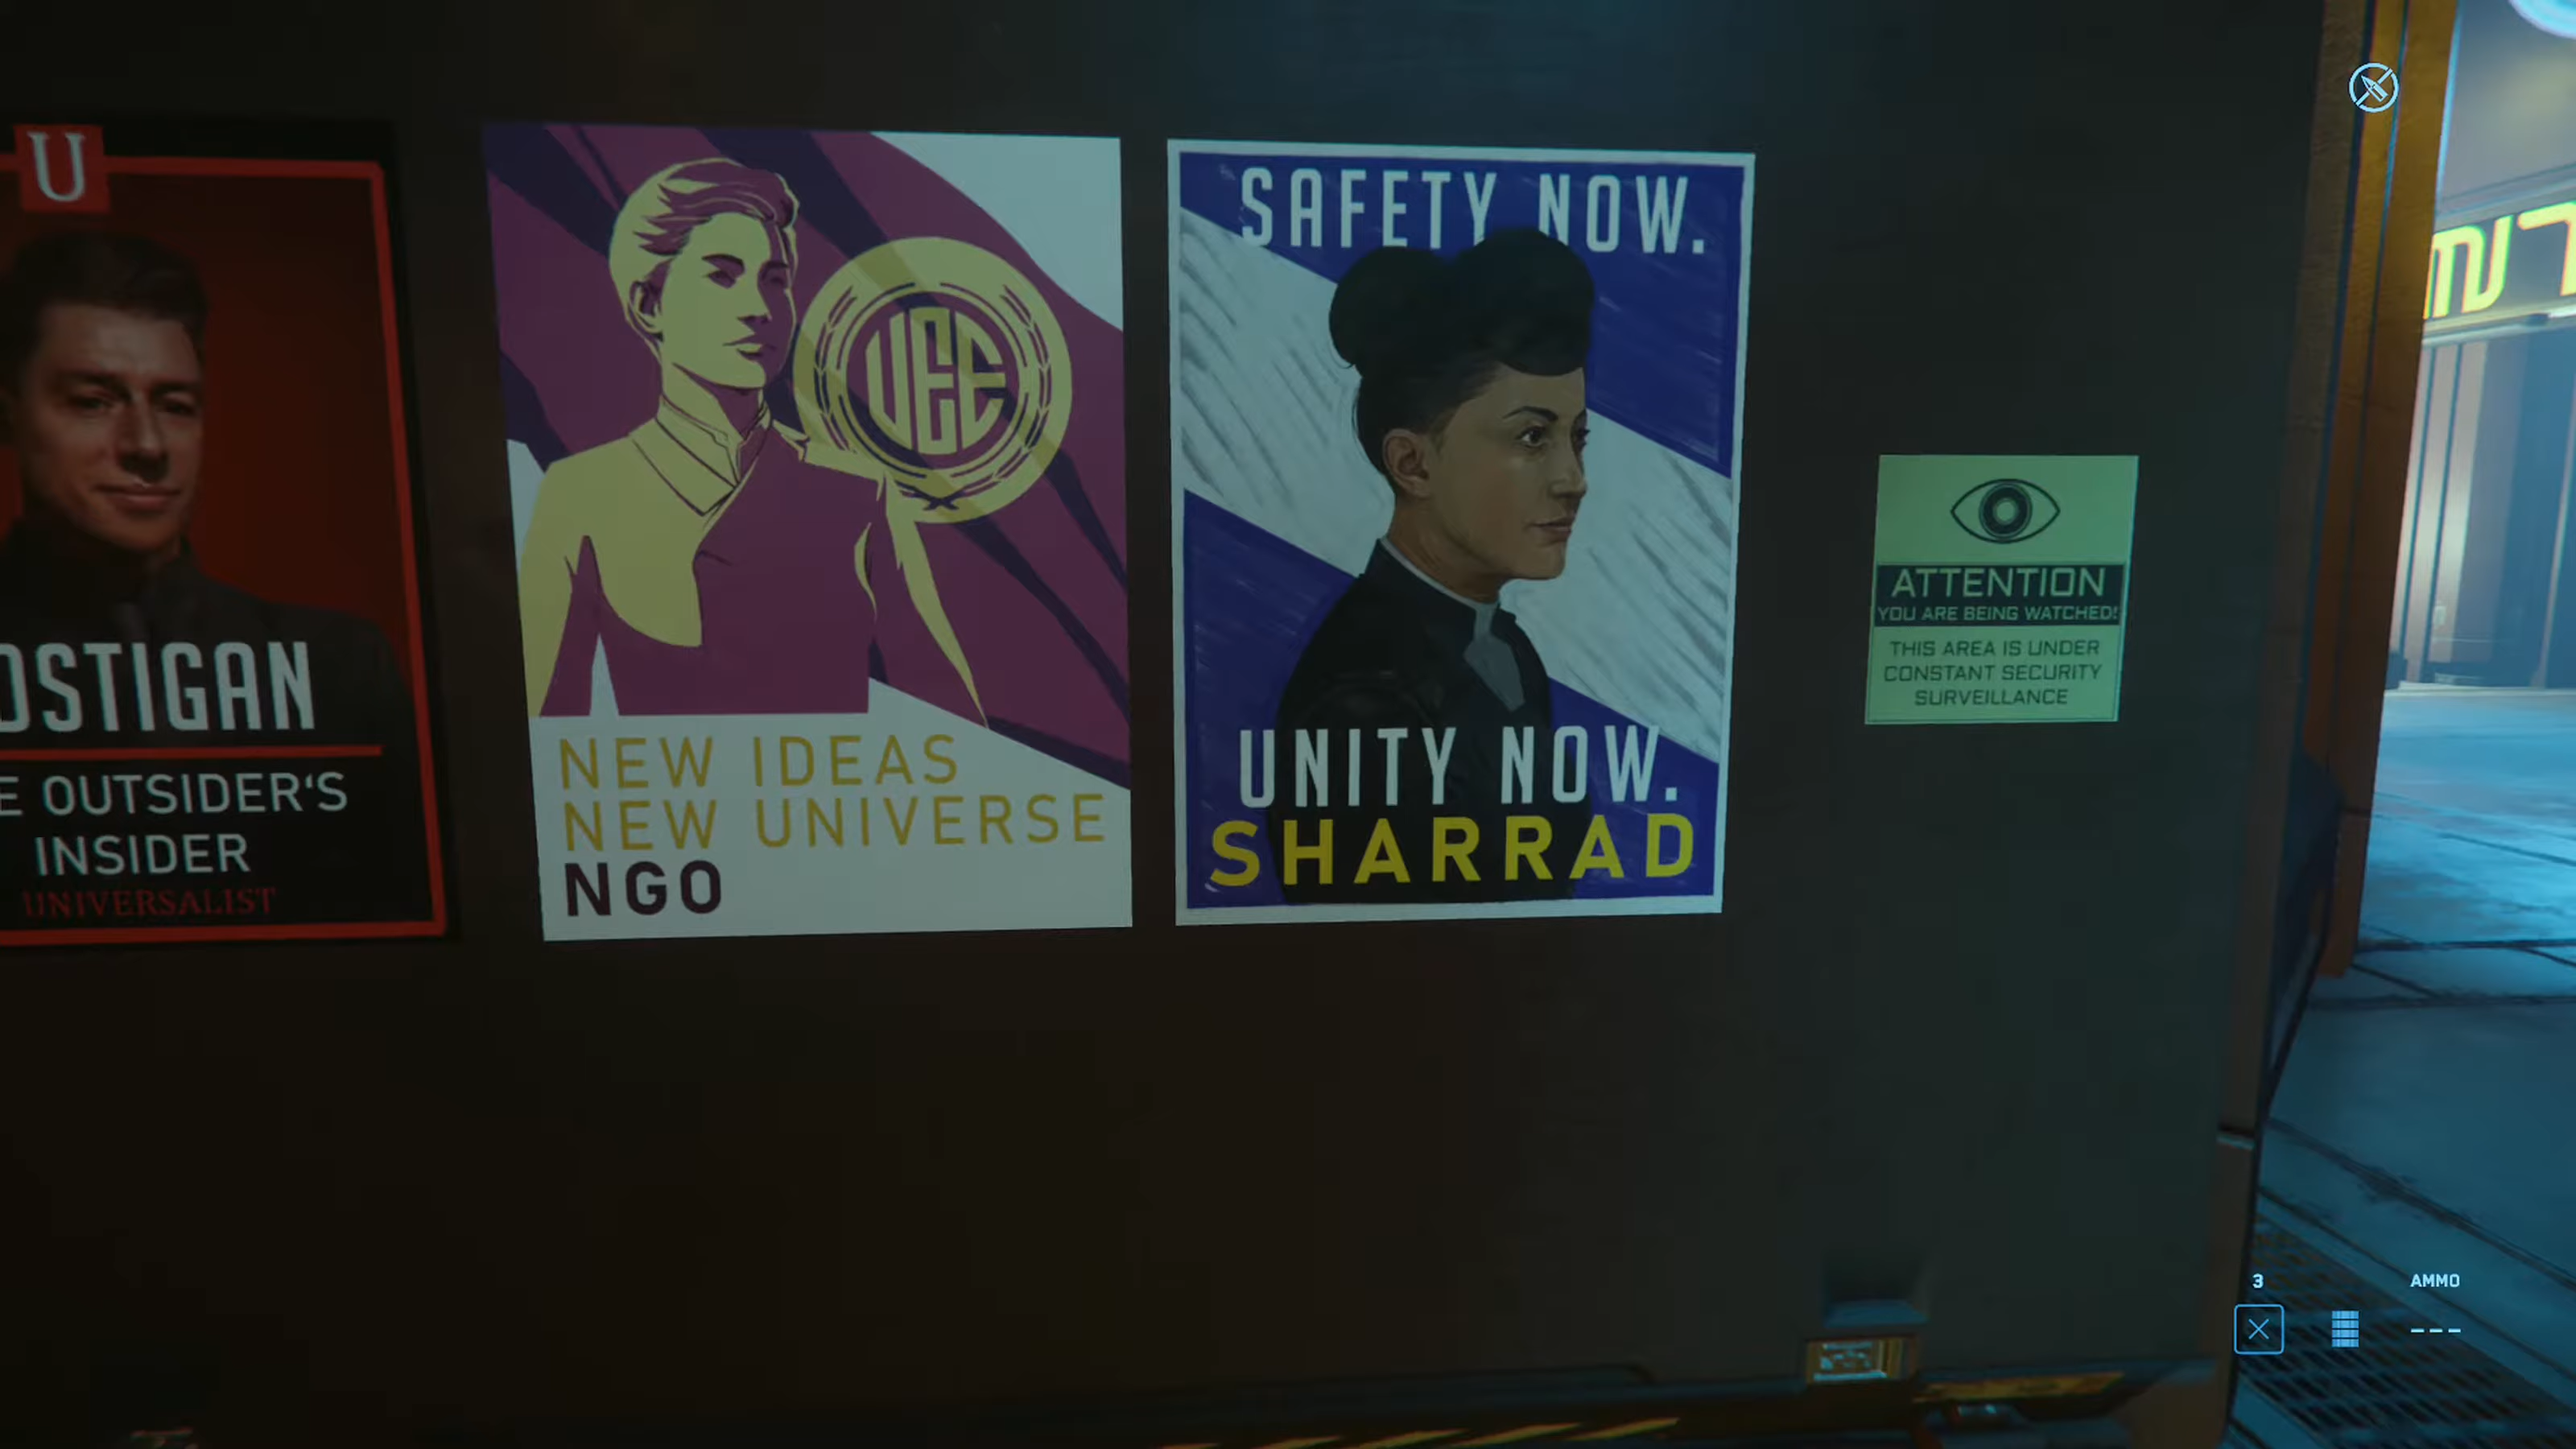 U
OSTIGAN
E OUTSIDER'S
INSIDER
UNIVERSALIST
UEE
NEW IDEAS
NEW UNIVERSE
NGO
SAFETY NOW.
UNITY NOW.
SHARRAD
ATTENTION
YOU ARE BEING WATCHED!
THIS AREA IS UNDER
CONSTANT SECURITY
SURVEILLANCE
3
AMMO
---